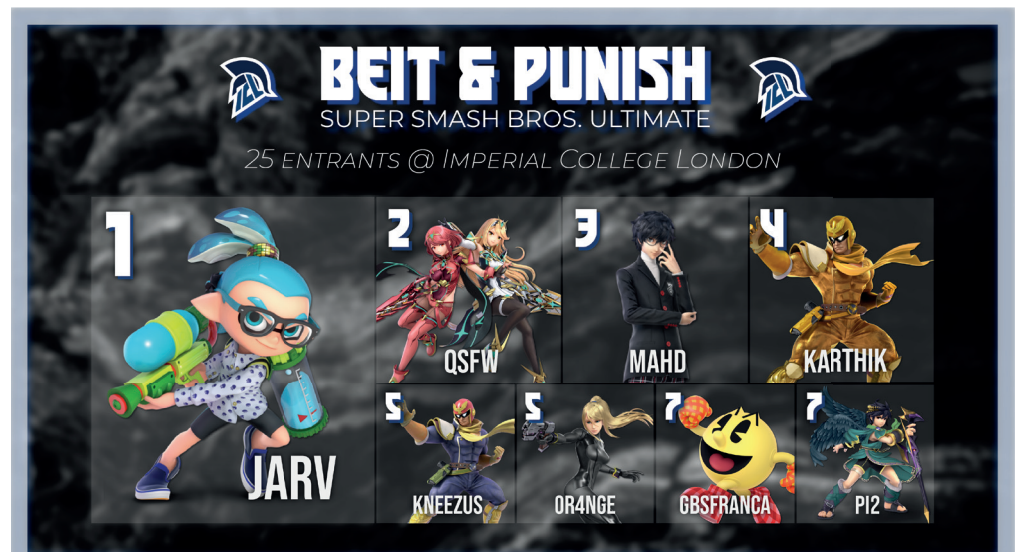 BEIT & PUNISH
SUPER SMASH BROS. ULTIMATE
25 ENTRANTS @ IMPERIAL COLLEGE LONDON
1
JARV
2
QSFW
3
MAHD
4
KARTHIK
5
KNEEZUS
5
OR4NGE
7
GBSFRANCA
7
PI2